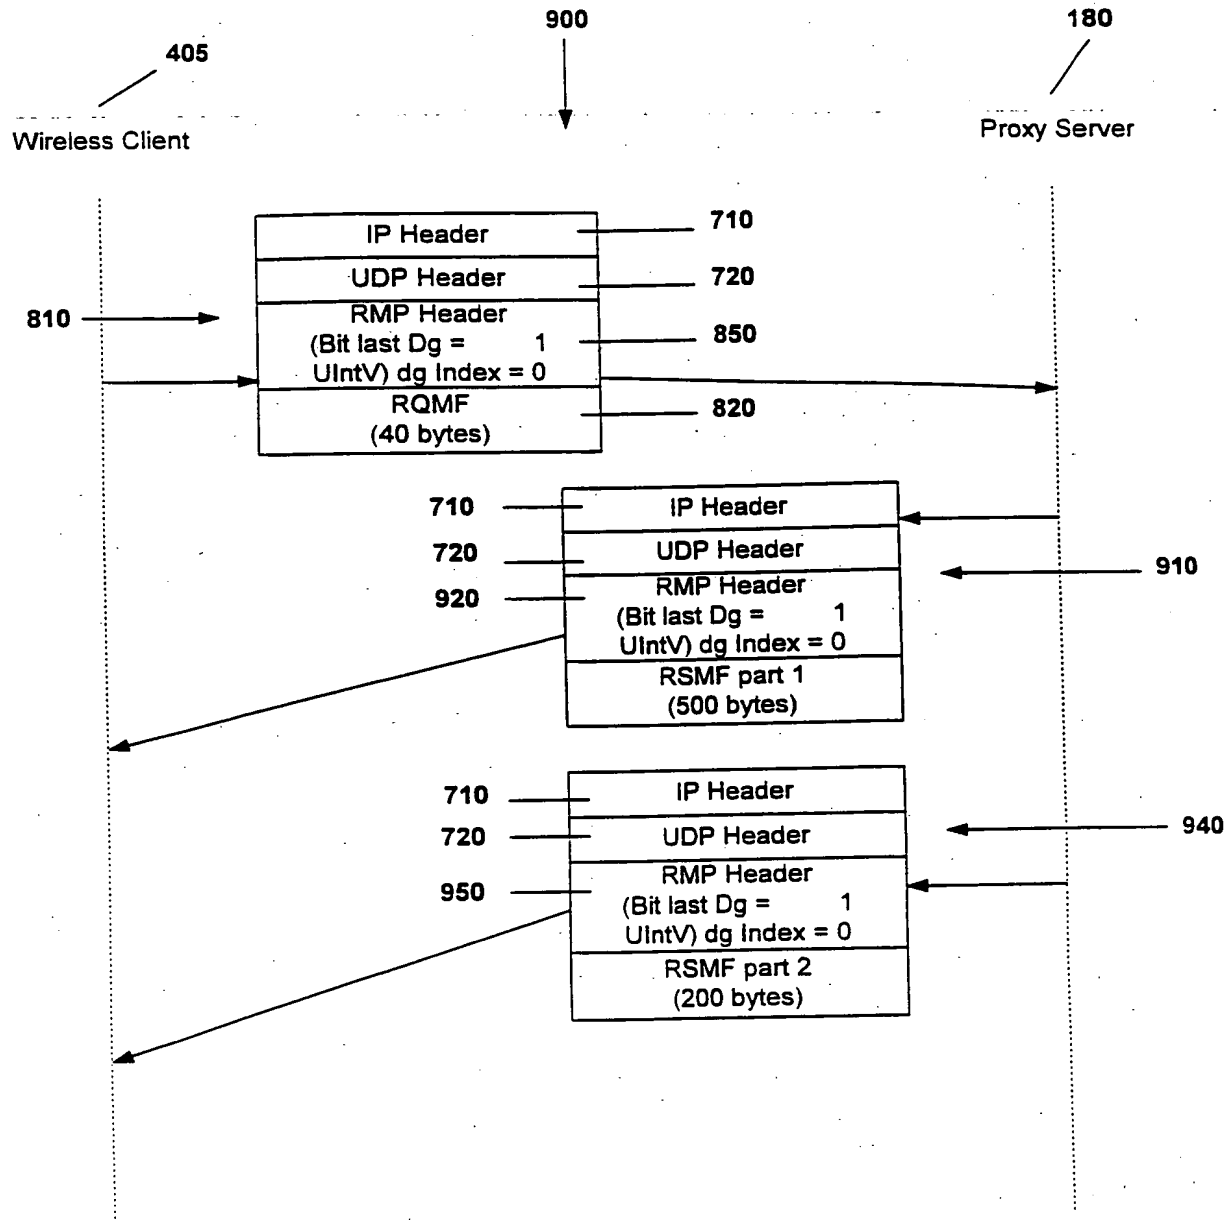 900
180
405
Wireless Client
Proxy Server
IP Header
710
UDP Header
720
810
RMP Header
(Bit last Dg = 1
850
UIntV) dg Index = 0
RQMF
820
(40 bytes)
710
IP Header
720
UDP Header
910
920
RMP Header
(Bit last Dg = 1
UIntV) dg Index = 0
RSMF part 1
(500 bytes)
710
IP Header
720
UDP Header
940
950
RMP Header
(Bit last Dg = 1
UIntV) dg Index = 0
RSMF part 2
(200 bytes)